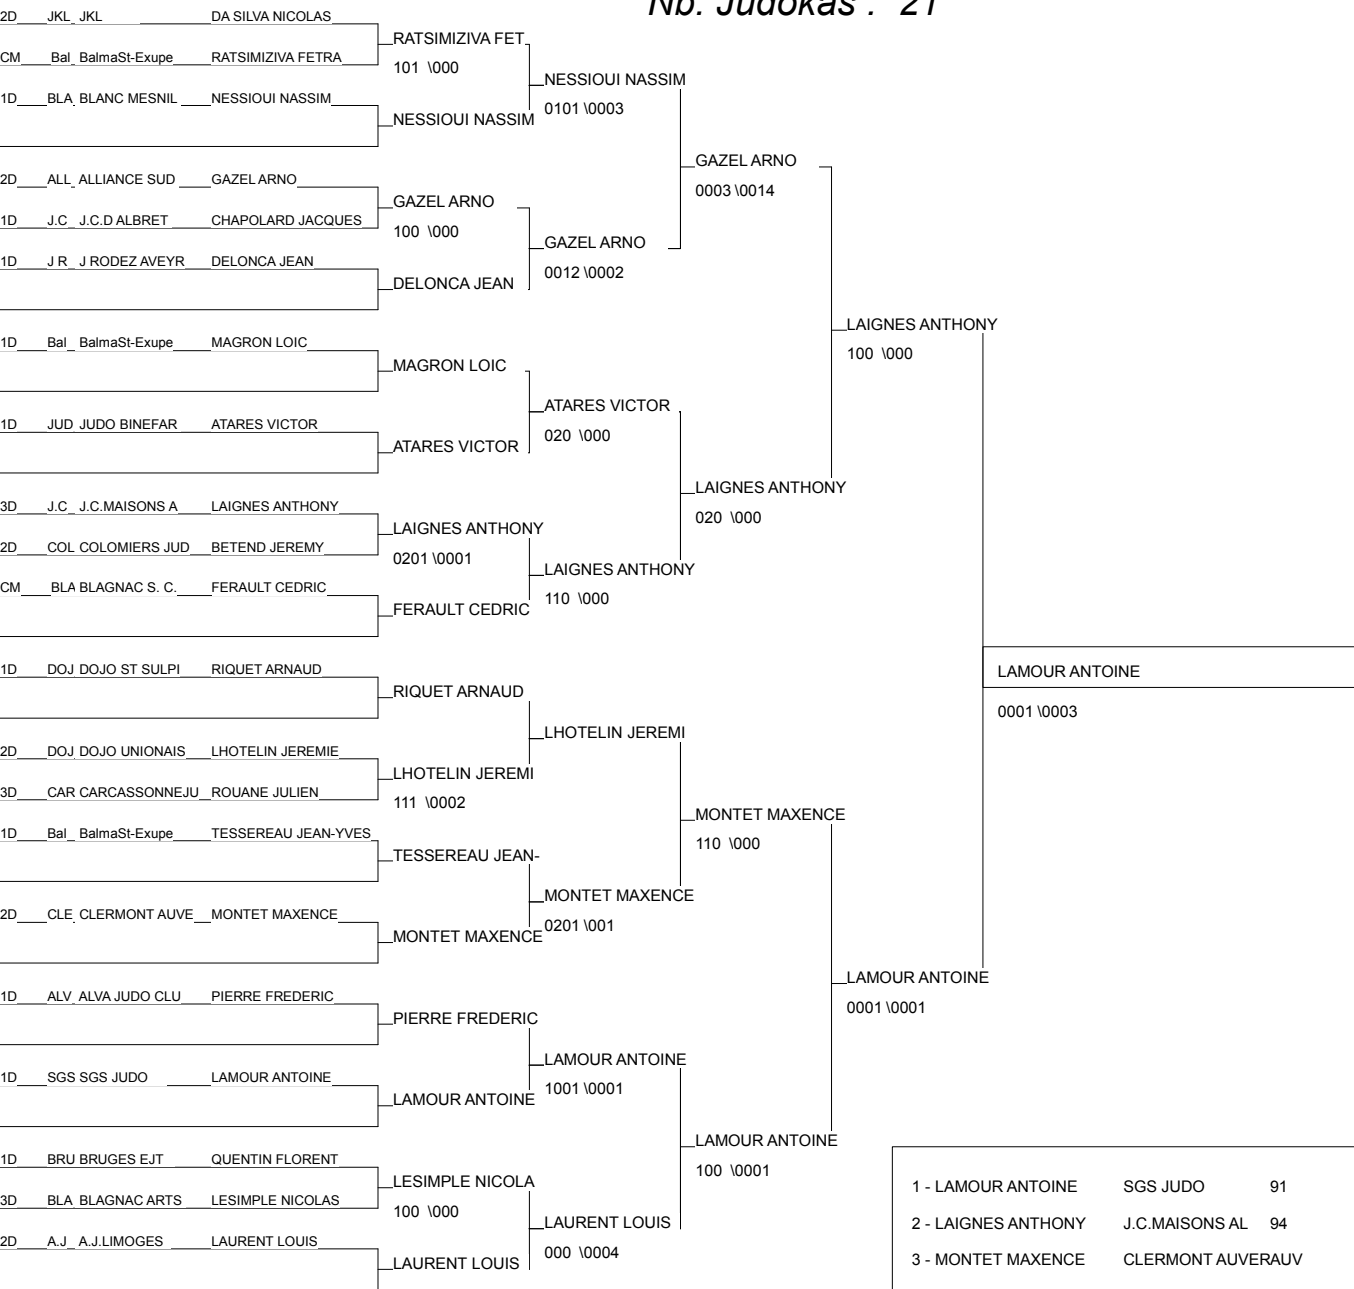 Nb. Judokas : 21
2D JKL JKL DA SILVA NICOLAS
CM Bal BalmaSt-Exupe RATSIMIZIVA FETRA
1D BLA BLANC MESNIL NESSIOUI NASSIM
2D ALL ALLIANCE SUD GAZEL ARNO
1D J.C J.C.D ALBRET CHAPOLARD JACQUES
1D J R J RODEZ AVEYR DELONCA JEAN
1D Bal BalmaSt-Exupe MAGRON LOIC
1D JUD JUDO BINEFAR ATARES VICTOR
3D J.C J.C.MAISONS A LAIGNES ANTHONY
2D COL COLOMIERS JUD BETEND JEREMY
CM BLA BLAGNAC S. C. FERAULT CEDRIC
1D DOJ DOJO ST SULPI RIQUET ARNAUD
2D DOJ DOJO UNIONAIS LHOTELIN JEREMIE
3D CAR CARCASSONNEJU ROUANE JULIEN
1D Bal BalmaSt-Exupe TESSEREAU JEAN-YVES
2D CLE CLERMONT AUVE MONTET MAXENCE
1D ALV ALVA JUDO CLU PIERRE FREDERIC
1D SGS SGS JUDO LAMOUR ANTOINE
1D BRU BRUGES EJT QUENTIN FLORENT
3D BLA BLAGNAC ARTS LESIMPLE NICOLAS
2D A.J A.J.LIMOGES LAURENT LOUIS
RATSIMIZIVA FET
101 \000
NESSIOUI NASSIM
GAZEL ARNO
100 \000
DELONCA JEAN
MAGRON LOIC
ATARES VICTOR
LAIGNES ANTHONY
0201 \0001
FERAULT CEDRIC
RIQUET ARNAUD
LHOTELIN JEREMI
111 \0002
TESSEREAU JEAN-
MONTET MAXENCE
PIERRE FREDERIC
LAMOUR ANTOINE
LESIMPLE NICOLA
100 \000
LAURENT LOUIS
NESSIOUI NASSIM
0101 \0003
GAZEL ARNO
0012 \0002
ATARES VICTOR
020 \000
LAIGNES ANTHONY
110 \000
LHOTELIN JEREMI
MONTET MAXENCE
0201 \001
LAMOUR ANTOINE
1001 \0001
LAURENT LOUIS
000 \0004
GAZEL ARNO
0003 \0014
LAIGNES ANTHONY
020 \000
MONTET MAXENCE
110 \000
LAMOUR ANTOINE
100 \0001
LAIGNES ANTHONY
100 \000
LAMOUR ANTOINE
0001 \0001
LAMOUR ANTOINE
0001 \0003
1 - LAMOUR ANTOINE SGS JUDO 91
2 - LAIGNES ANTHONY J.C.MAISONS AL 94
3 - MONTET MAXENCE CLERMONT AUVERAUV